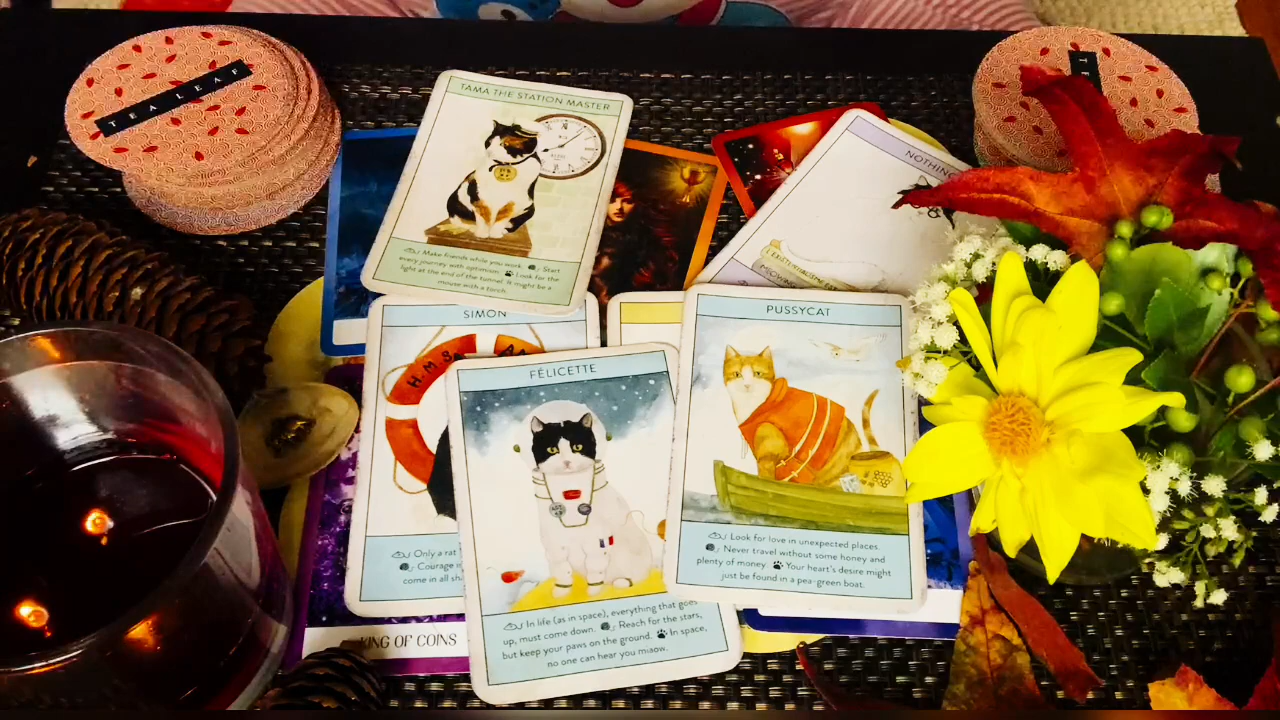 TEA LEAF
TE
TAMA THE STATION MASTER
Make friends while you work. Start
every journey with optimism. Look for the
light at the end of the tunnel. It might be a
mouse with a torch.
NOTHING
&
SIMON
H.M.S.
Only a rat
Courage
come in all
FÉLICETTE
In life (as in space), everything that goes
up, must come down. Reach for the stars,
but keep your paws on the ground. In space,
no one can hear you miaow.
PUSSYCAT
Look for love in unexpected places.
Never travel without some honey and
plenty of money. Your heart's desire might
just be found in a pea-green boat.
KING OF COINS